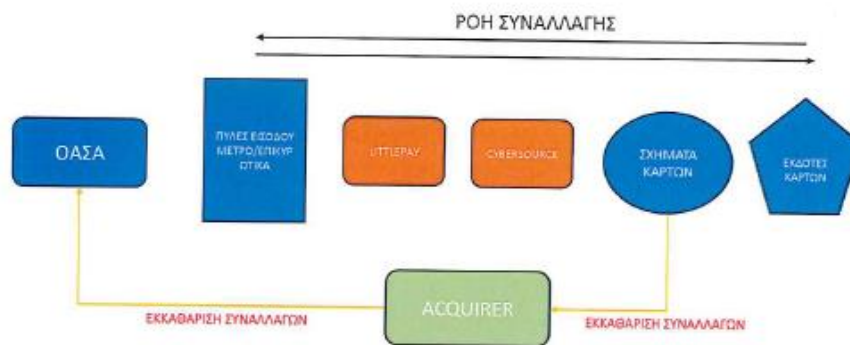 ΡΟΗ ΣΥΝΑΛΛΑΓΗΣ
ΟΑΣΑ
ΠΥΛΕΣ ΕΙΣΟΔΟΥ
ΜΕΤΡΟ/ΕΠΙΚΥΡ
ΩΤΙΚΑ
LITTLEPAY
CYBERSOURCE
ΣΧΗΜΑΤΑ
ΚΑΡΤΩΝ
ΕΚΔΟΤΕΣ
ΚΑΡΤΩΝ
ACQUIRER
ΕΚΚΑΘΑΡΙΣΗ ΣΥΝΑΛΛΑΓΩΝ
ΕΚΚΑΘΑΡΙΣΗ ΣΥΝΑΛΛΑΓΩΝ